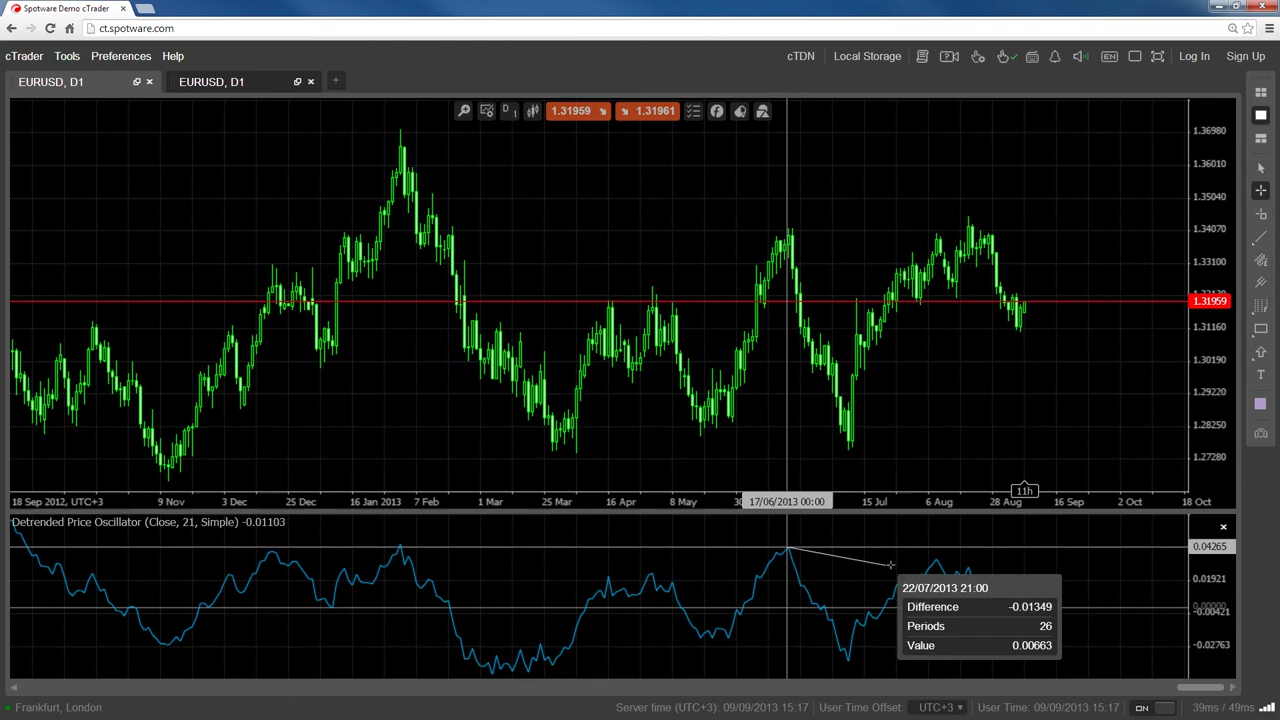 Spotware Demo cTrader
ct.spotware.com
cTrader Tools Preferences Help
cTDN Local Storage EN Log In Sign Up
EURUSD, D1 EURUSD, D1
D 1 1.31959 1.31961
1.36980
1.36010
1.35040
1.34070
1.33100
1.31959
1.31160
1.30190
1.29220
1.28250
1.27280
11h
18 Sep 2012, UTC+3 9 Nov 3 Dec 25 Dec 16 Jan 2013 7 Feb 1 Mar 25 Mar 16 Apr 8 May 17/06/2013 00:00 15 Jul 6 Aug 28 Aug 16 Sep 2 Oct 18 Oct
Detrended Price Oscillator (Close, 21, Simple) -0.01103
0.04265
0.01921
0.00000
-0.00421
-0.02763
22/07/2013 21:00
Difference -0.01349
Periods 26
Value 0.00663
Frankfurt, London Server time (UTC+3): 09/09/2013 15:17 User Time Offset: UTC+3 User Time: 09/09/2013 15:17 ON 39ms / 49ms